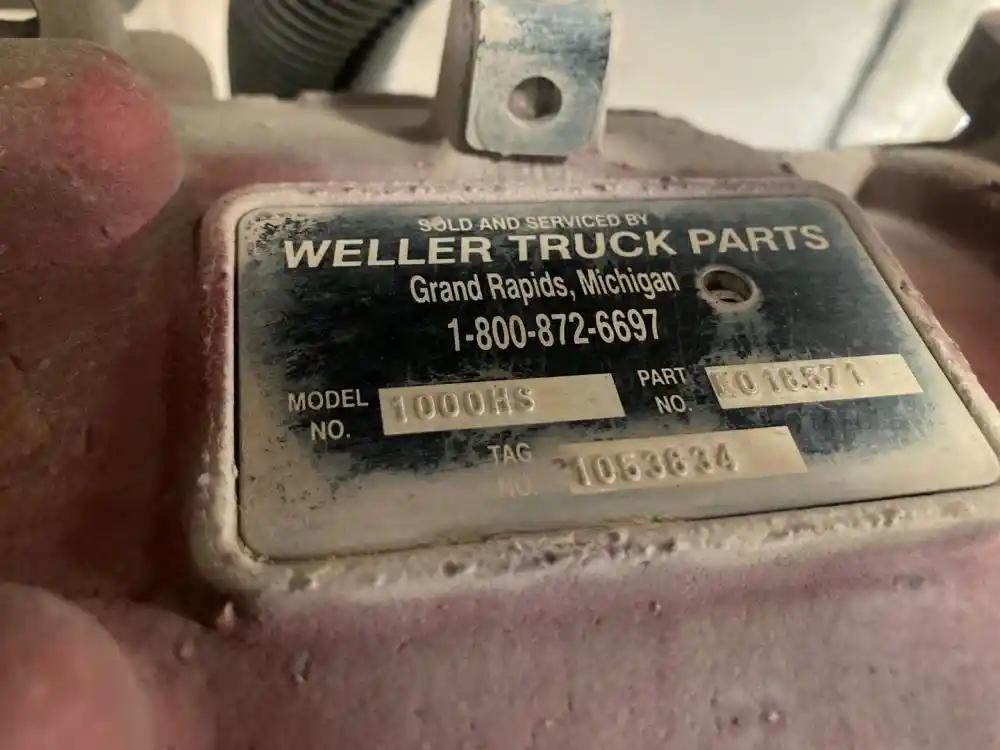 SOLD AND SERVICED BY
WELLER TRUCK PARTS
Grand Rapids, Michigan
1-800-872-6697
MODEL NO. 1000HS
PART NO.
TAG NO. 1053634